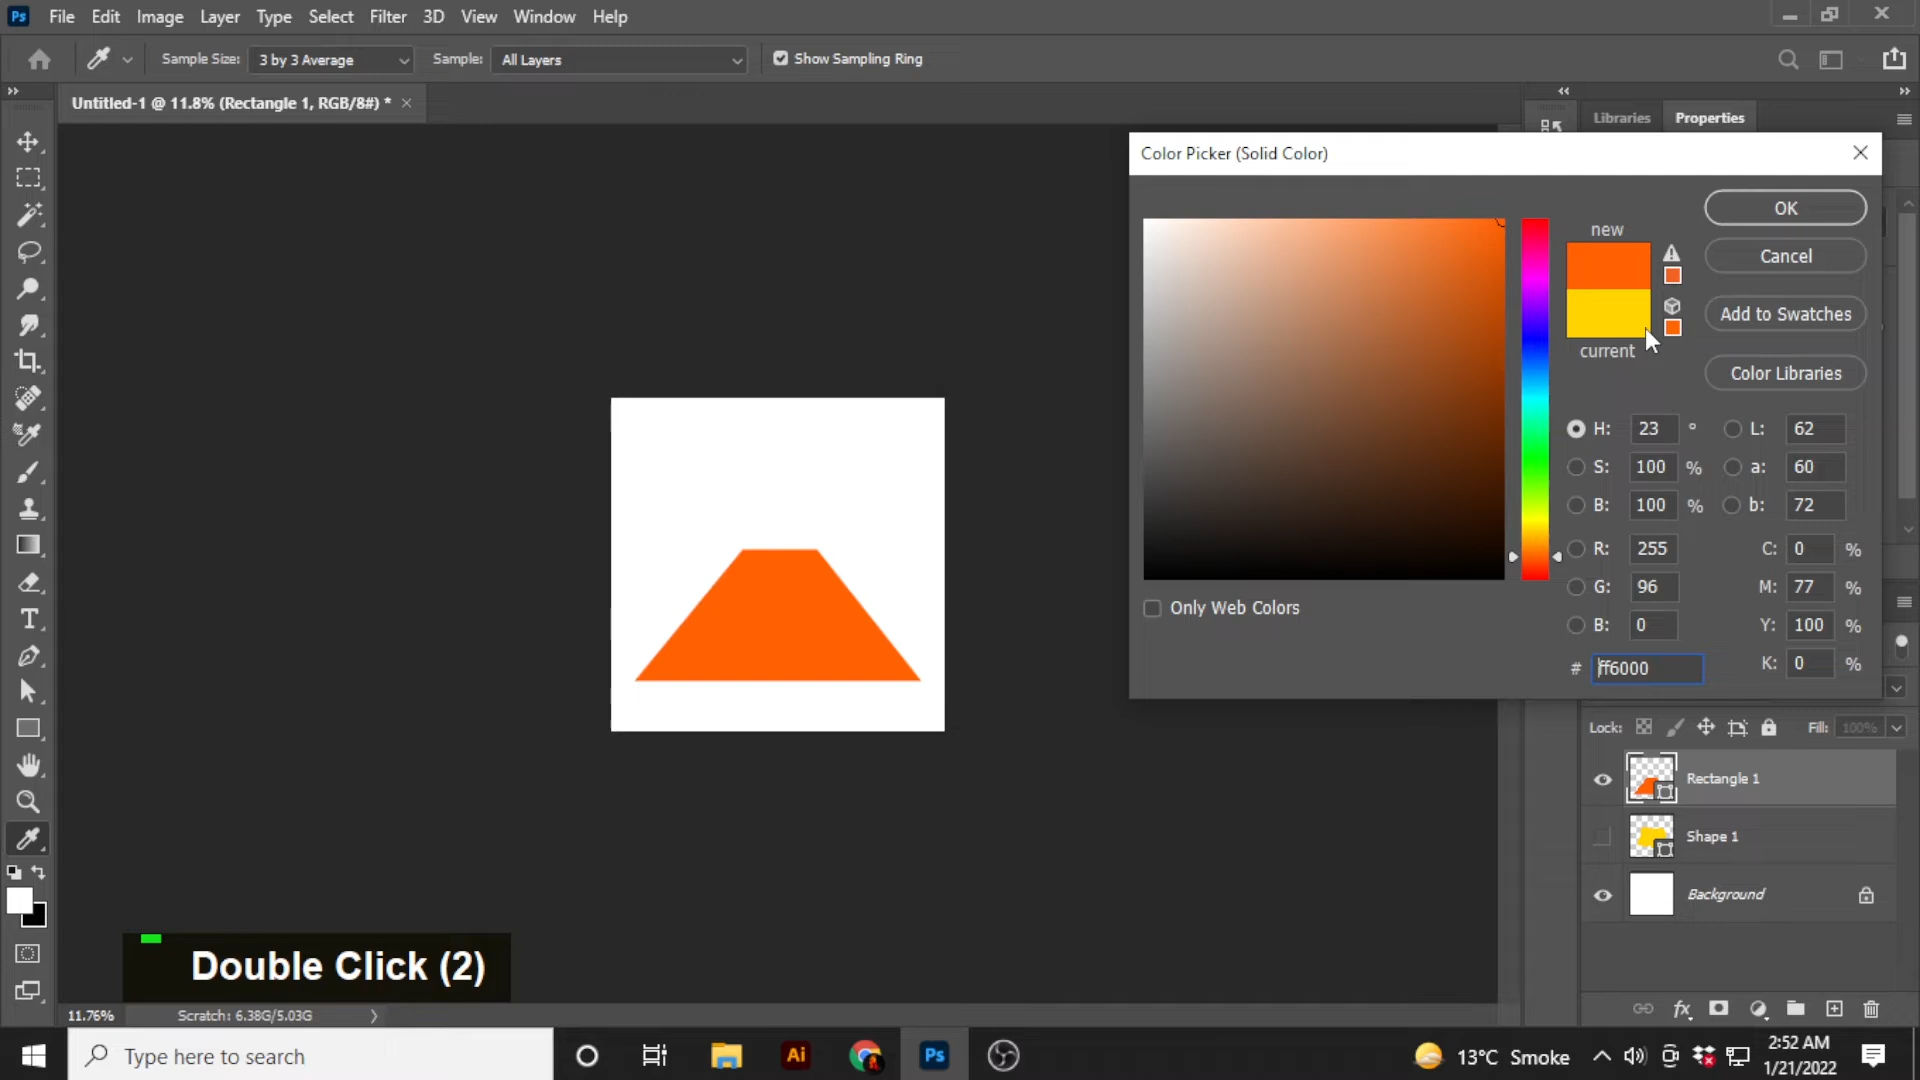 Ps File Edit Image Layer Type Select Filter 3D View Window Help
Sample Size: 3 by 3 Average Sample: All Layers Show Sampling Ring
Untitled-1 @ 11.8% (Rectangle 1, RGB/8#) *
Libraries Properties
Color Picker (Solid Color)
new
OK
Cancel
Add to Swatches
current
Color Libraries
H: 23 ° L: 62
S: 100 % a: 60
B: 100 % b: 72
R: 255 C: 0 %
G: 96 M: 77 %
B: 0 Y: 100 %
# ff6000 K: 0 %
Only Web Colors
Lock: Fill: 100%
Rectangle 1
Shape 1
Background
Double Click (2)
11.76% Scratch: 6.38G/5.03G
Type here to search
Ai
Ps
13°C Smoke
2:52 AM
1/21/2022